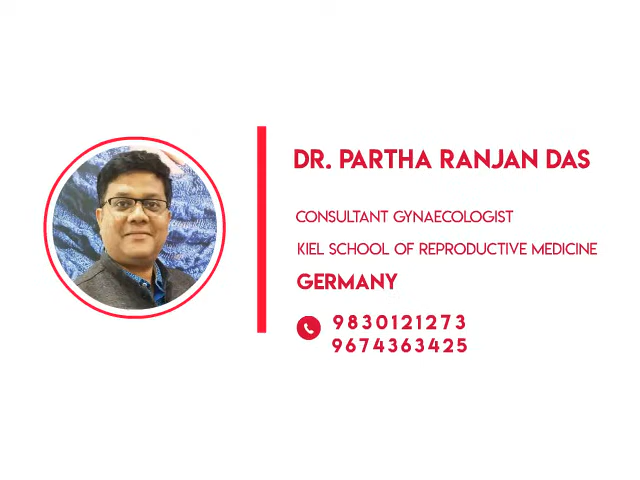 DR. PARTHA RANJAN DAS
CONSULTANT GYNAECOLOGIST
KIEL SCHOOL OF REPRODUCTIVE MEDICINE
GERMANY
9830121273
9674363425